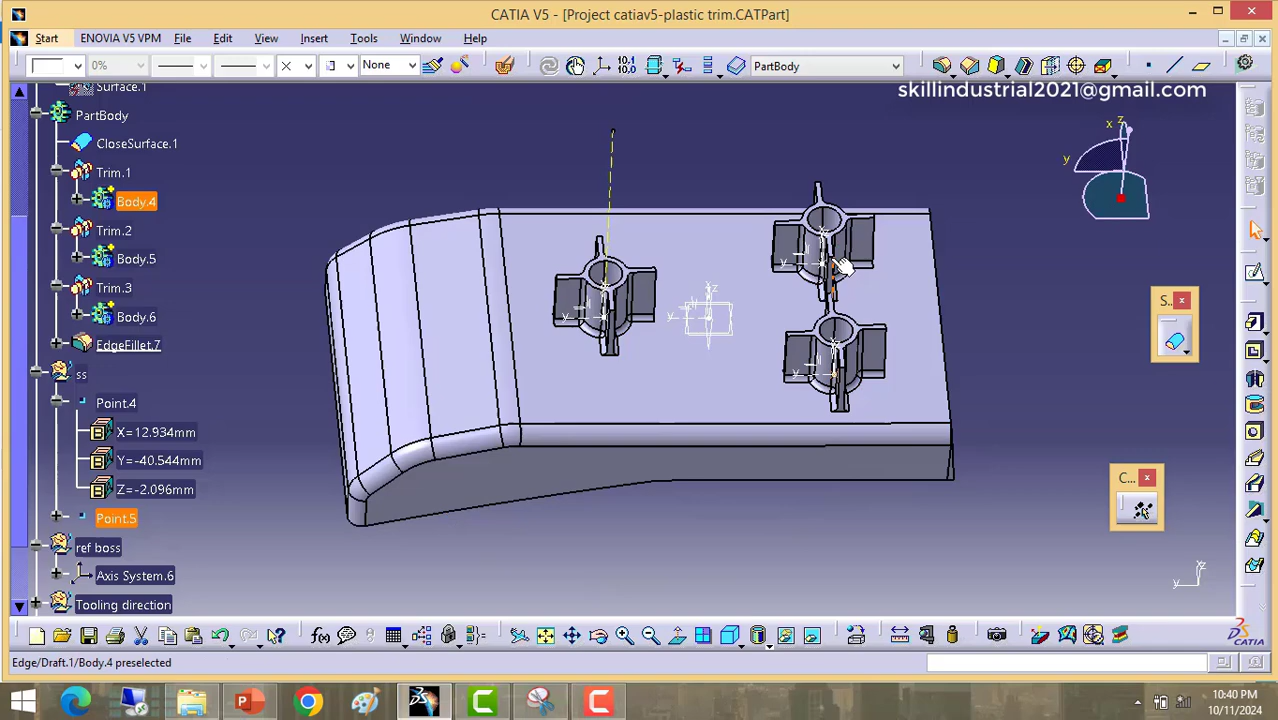 CATIA V5 - [Project catiav5-plastic trim.CATPart]
Start ENOVIA V5 VPM File Edit View Insert Tools Window Help
0% None PartBody
skillindustrial2021@gmail.com
Surface.1
PartBody
CloseSurface.1
Trim.1
Body.4
Trim.2
Body.5
Trim.3
Body.6
EdgeFillet.7
ss
Point.4
X=12.934mm
Y=-40.544mm
Z=-2.096mm
Point.5
ref boss
Axis System.6
Tooling direction
x z
y
S...
C...
y z
y z
y
y
y
z
y
Edge/Draft.1/Body.4 preselected
10:40 PM
10/11/2024